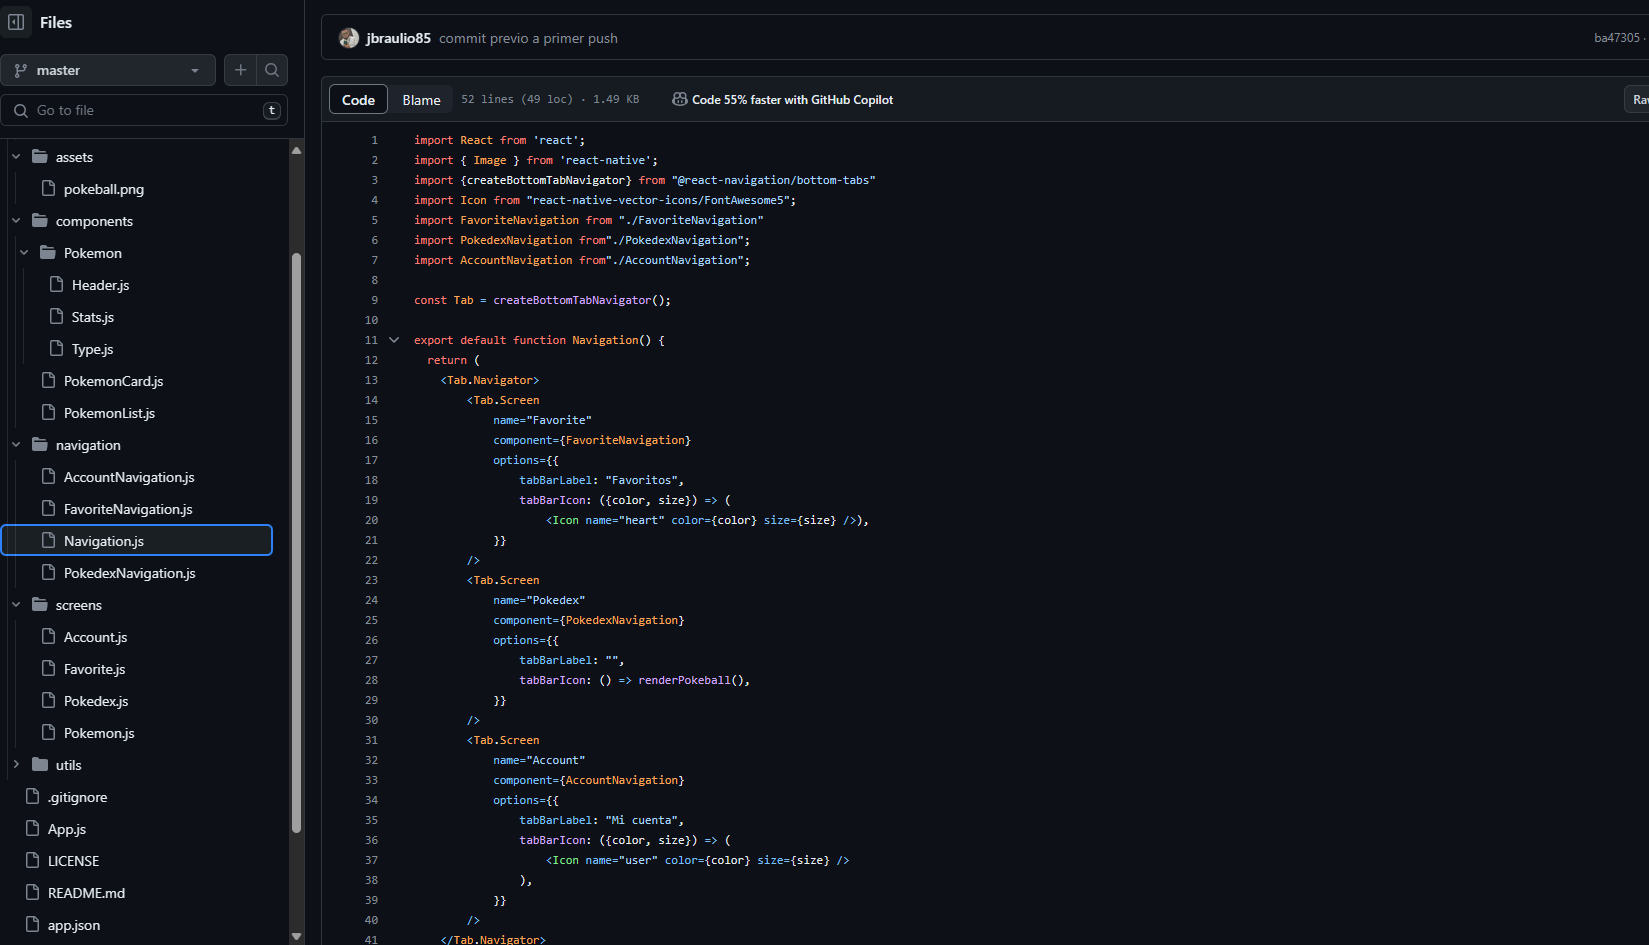 Files
master
Go to file
t
assets
pokeball.png
components
Pokemon
Header.js
Stats.js
Type.js
PokemonCard.js
PokemonList.js
navigation
AccountNavigation.js
FavoriteNavigation.js
Navigation.js
PokedexNavigation.js
screens
Account.js
Favorite.js
Pokedex.js
Pokemon.js
utils
.gitignore
App.js
LICENSE
README.md
app.json
jbraulio85 commit previo a primer push
ba47305 ·
Code Blame 52 lines (49 loc) · 1.49 KB Code 55% faster with GitHub Copilot
Raw
1 import React from 'react';
2 import { Image } from 'react-native';
3 import {createBottomTabNavigator} from "@react-navigation/bottom-tabs"
4 import Icon from "react-native-vector-icons/FontAwesome5";
5 import FavoriteNavigation from "./FavoriteNavigation"
6 import PokedexNavigation from"./PokedexNavigation";
7 import AccountNavigation from"./AccountNavigation";
8
9 const Tab = createBottomTabNavigator();
10
11 export default function Navigation() {
12 return (
13 <Tab.Navigator>
14 <Tab.Screen
15 name="Favorite"
16 component={FavoriteNavigation}
17 options={{
18 tabBarLabel: "Favoritos",
19 tabBarIcon: ({color, size}) => (
20 <Icon name="heart" color={color} size={size} />),
21 }}
22 />
23 <Tab.Screen
24 name="Pokedex"
25 component={PokedexNavigation}
26 options={{
27 tabBarLabel: "",
28 tabBarIcon: () => renderPokeball(),
29 }}
30 />
31 <Tab.Screen
32 name="Account"
33 component={AccountNavigation}
34 options={{
35 tabBarLabel: "Mi cuenta",
36 tabBarIcon: ({color, size}) => (
37 <Icon name="user" color={color} size={size} />
38 ),
39 }}
40 />
41 </Tab.Navigator>